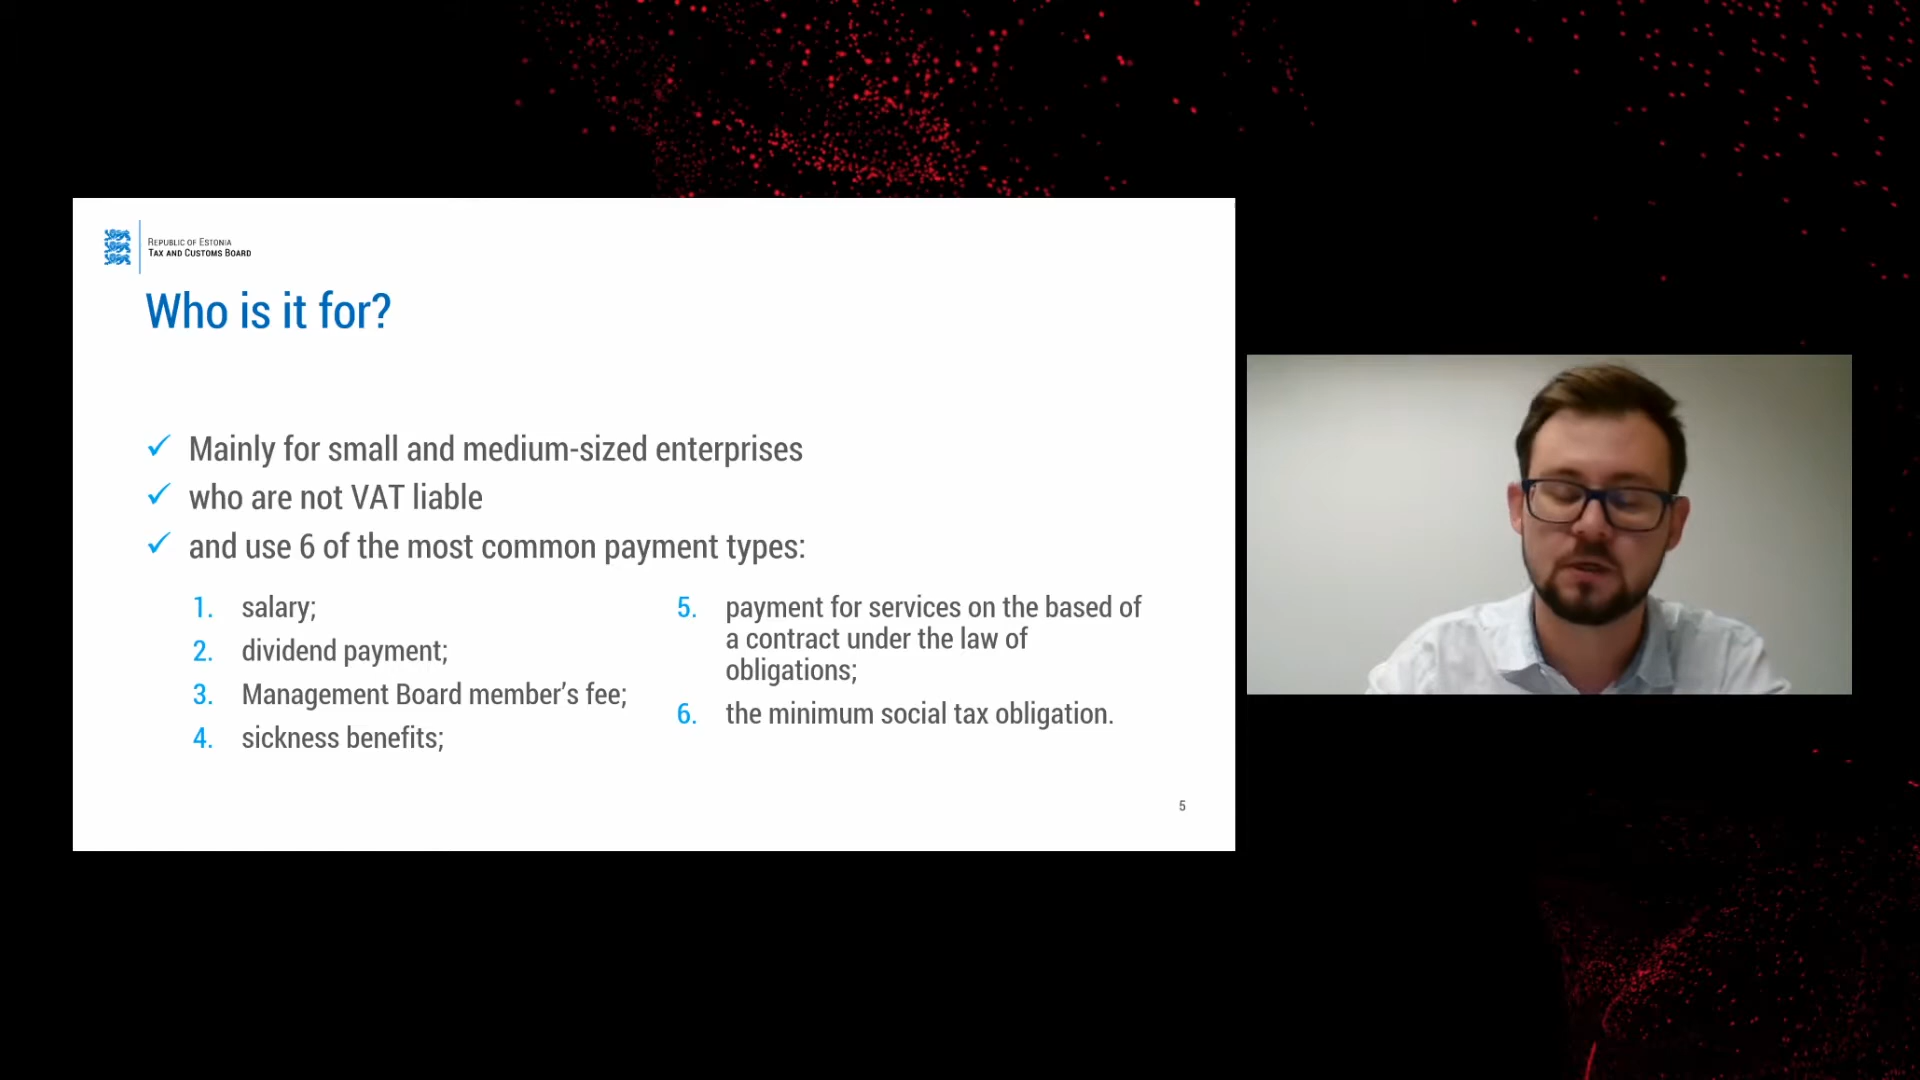 REPUBLIC OF ESTONIA
TAX AND CUSTOMS BOARD
Who is it for?
✓ Mainly for small and medium-sized enterprises
✓ who are not VAT liable
✓ and use 6 of the most common payment types:
1. salary;
2. dividend payment;
3. Management Board member’s fee;
4. sickness benefits;
5. payment for services on the based of
a contract under the law of
obligations;
6. the minimum social tax obligation.
5